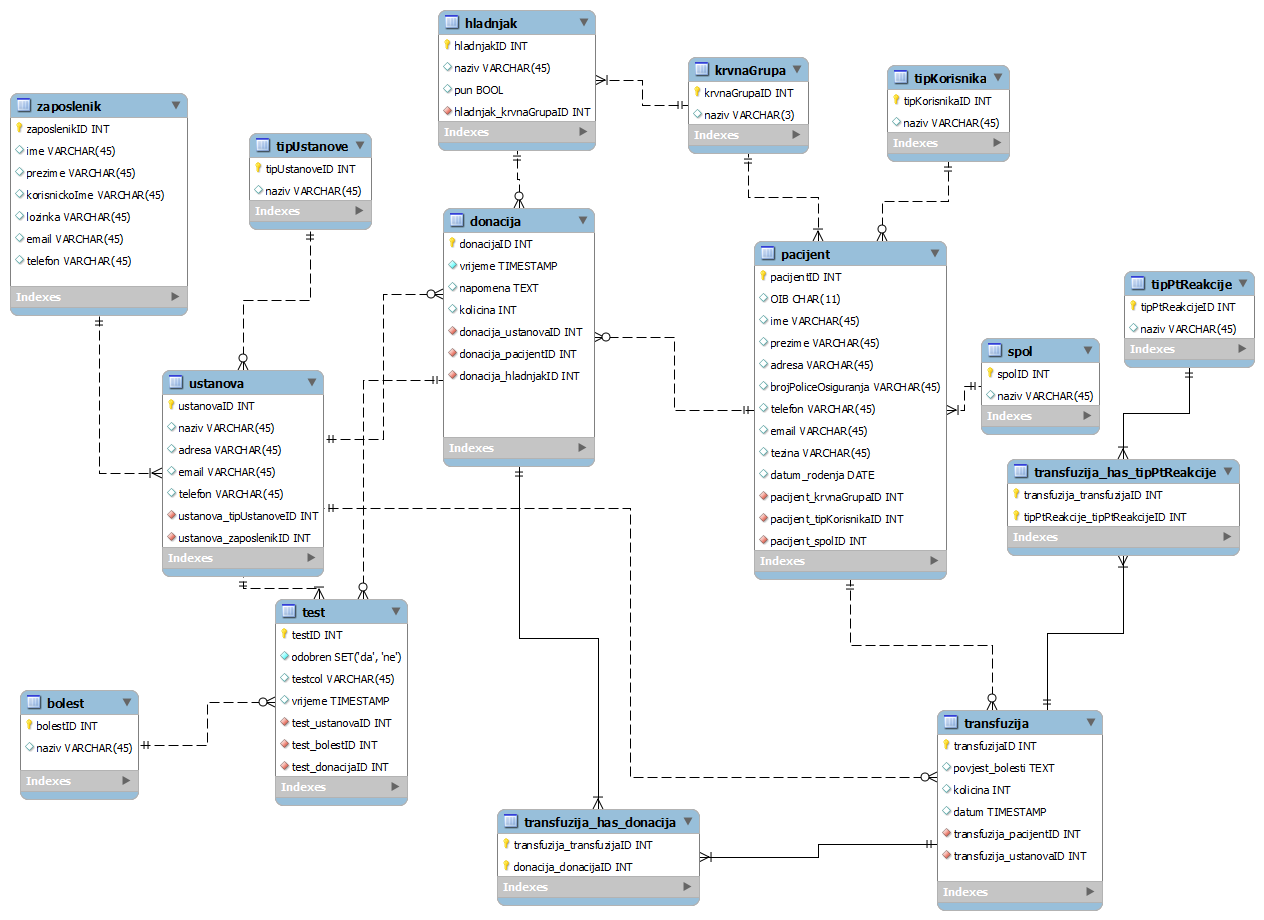 hladnjak
hladnjakID INT
naziv VARCHAR(45)
pun BOOL
hladnjak_krvnaGrupaID INT
Indexes
krvnaGrupa
krvnaGrupaID INT
naziv VARCHAR(3)
Indexes
tipKorisnika
tipKorisnikaID INT
naziv VARCHAR(45)
Indexes
zaposlenik
zaposlenikID INT
ime VARCHAR(45)
prezime VARCHAR(45)
korisnickoIme VARCHAR(45)
lozinka VARCHAR(45)
email VARCHAR(45)
telefon VARCHAR(45)
Indexes
tipUstanove
tipUstanoveID INT
naziv VARCHAR(45)
Indexes
donacija
donacijaID INT
vrijeme TIMESTAMP
napomena TEXT
kolicina INT
donacija_ustanovaID INT
donacija_pacijentID INT
donacija_hladnjakID INT
Indexes
pacijent
pacijentID INT
OIB CHAR(11)
ime VARCHAR(45)
prezime VARCHAR(45)
adresa VARCHAR(45)
brojPoliceOsiguranja VARCHAR(45)
telefon VARCHAR(45)
email VARCHAR(45)
tezina VARCHAR(45)
datum_rodenja DATE
pacijent_krvnaGrupaID INT
pacijent_tipKorisnikaID INT
pacijent_spolID INT
Indexes
tipPtReakcije
tipPtReakcijeID INT
naziv VARCHAR(45)
Indexes
spol
spolID INT
naziv VARCHAR(45)
Indexes
ustanova
ustanovaID INT
naziv VARCHAR(45)
adresa VARCHAR(45)
email VARCHAR(45)
telefon VARCHAR(45)
ustanova_tipUstanoveID INT
ustanova_zaposlenikID INT
Indexes
transfuzija_has_tipPtReakcije
transfuzija_transfuzijaID INT
tipPtReakcije_tipPtReakcijeID INT
Indexes
test
testID INT
odobren SET('da', 'ne')
testcol VARCHAR(45)
vrijeme TIMESTAMP
test_ustanovaID INT
test_bolestID INT
test_donacijaID INT
Indexes
bolest
bolestID INT
naziv VARCHAR(45)
Indexes
transfuzija
transfuzijaID INT
povjest_bolesti TEXT
kolicina INT
datum TIMESTAMP
transfuzija_pacijentID INT
transfuzija_ustanovaID INT
Indexes
transfuzija_has_donacija
transfuzija_transfuzijaID INT
donacija_donacijaID INT
Indexes